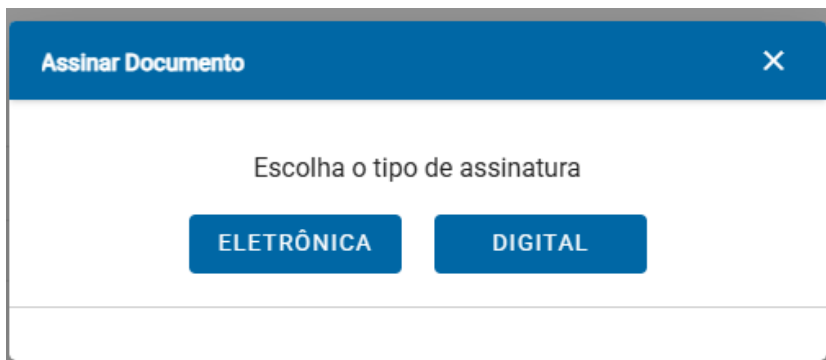 Assinar Documento
Escolha o tipo de assinatura
ELETRÔNICA DIGITAL